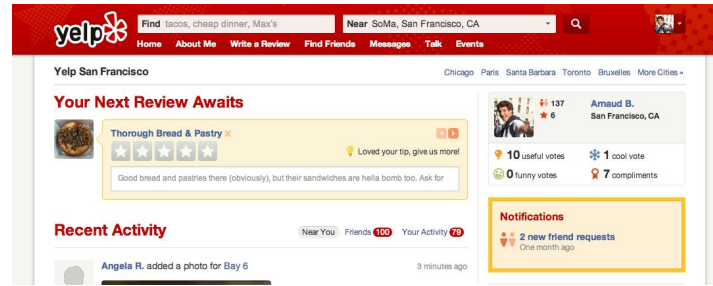 yelp
Find tacos, cheap dinner, Max's
Near SoMa, San Francisco, CA
Home About Me Write a Review Find Friends Messages Talk Events
Yelp San Francisco
Chicago Paris Santa Barbara Toronto Bruxelles More Cities »
Your Next Review Awaits
Thorough Bread & Pastry
Loved your tip, give us more!
Good bread and pastries there (obviously), but their sandwiches are hella bomb too. Ask for
Recent Activity
Near You Friends 100 Your Activity 79
Angela R. added a photo for Bay 6
3 minutes ago
137
6
Arnaud B.
San Francisco, CA
10 useful votes
1 cool vote
0 funny votes
7 compliments
Notifications
2 new friend requests
One month ago